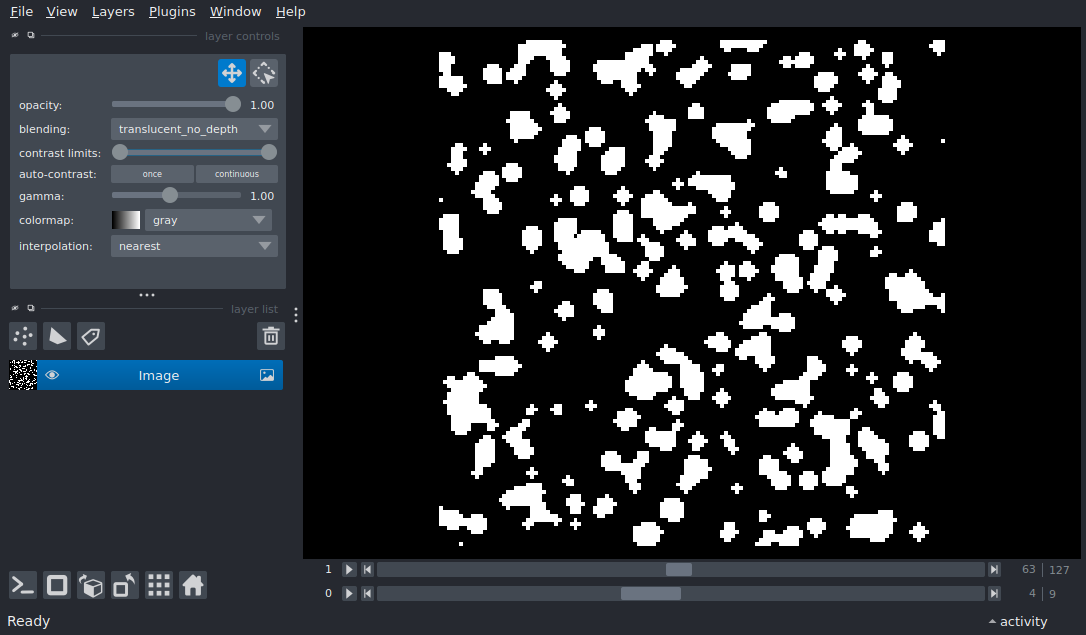 File View Layers Plugins Window Help
layer controls
opacity: 1.00
blending: translucent_no_depth
contrast limits:
auto-contrast: once continuous
gamma: 1.00
colormap: gray
interpolation: nearest
layer list
Image
1 63 127
0 4 9
Ready activity